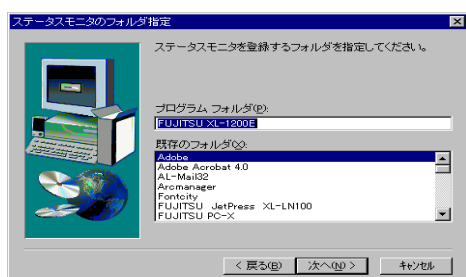 ステータスモニタのフォルダ指定
ステータスモニタを登録するフォルダを指定してください。
プログラム フォルダ(P):
FUJITSU XL-1200E
既存のフォルダ(X):
Adobe
Adobe Acrobat 4.0
AL-Mail32
Arcmanager
Fontcity
FUJITSU JetPress XL-LN100
FUJITSU PC-X
< 戻る(B)
次へ(N) >
キャンセル